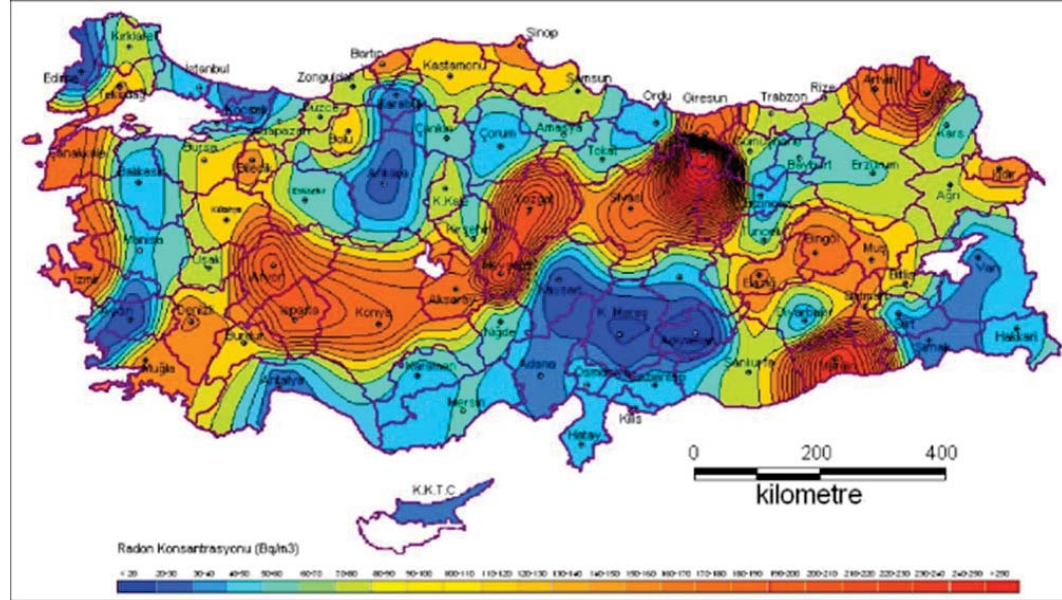 Sinop
Kırklareli
Bartın
Kastamonu
Edirne
İstanbul
Zonguldak
Samsun
Artvin
Tekirdağ
Kocaeli
Karabük
Rize
Ordu
Giresun
Trabzon
Düzce
Adapazarı
Çankırı
Çorum
Amasya
Kars
Bolu
Gümüşhane
Çanakkale
Bursa
Bilecik
Tokat
Bayburt
Erzurum
Iğdır
Balıkesir
Eskişehir
Ankara
K.Kale
Yozgat
Sivas
Erzincan
Ağrı
Kütahya
Kırşehir
Tunceli
Manisa
Bingöl
Muş
Uşak
Afyon
İzmir
Nevşehir
Kayseri
Elazığ
Bitlis
Van
Aksaray
Batman
Aydın
Denizli
Isparta
Konya
Niğde
K. Maraş
Adıyaman
Diyarbakır
Siirt
Burdur
Hakkari
Şırnak
Muğla
Antalya
Karaman
Adana
Osmaniye
Gaziantep
Şanlıurfa
Mardin
Mersin
Kilis
Hatay
0 200 400
kilometre
K.K.T.C
Radon Konsantrasyonu (Bq/m3)